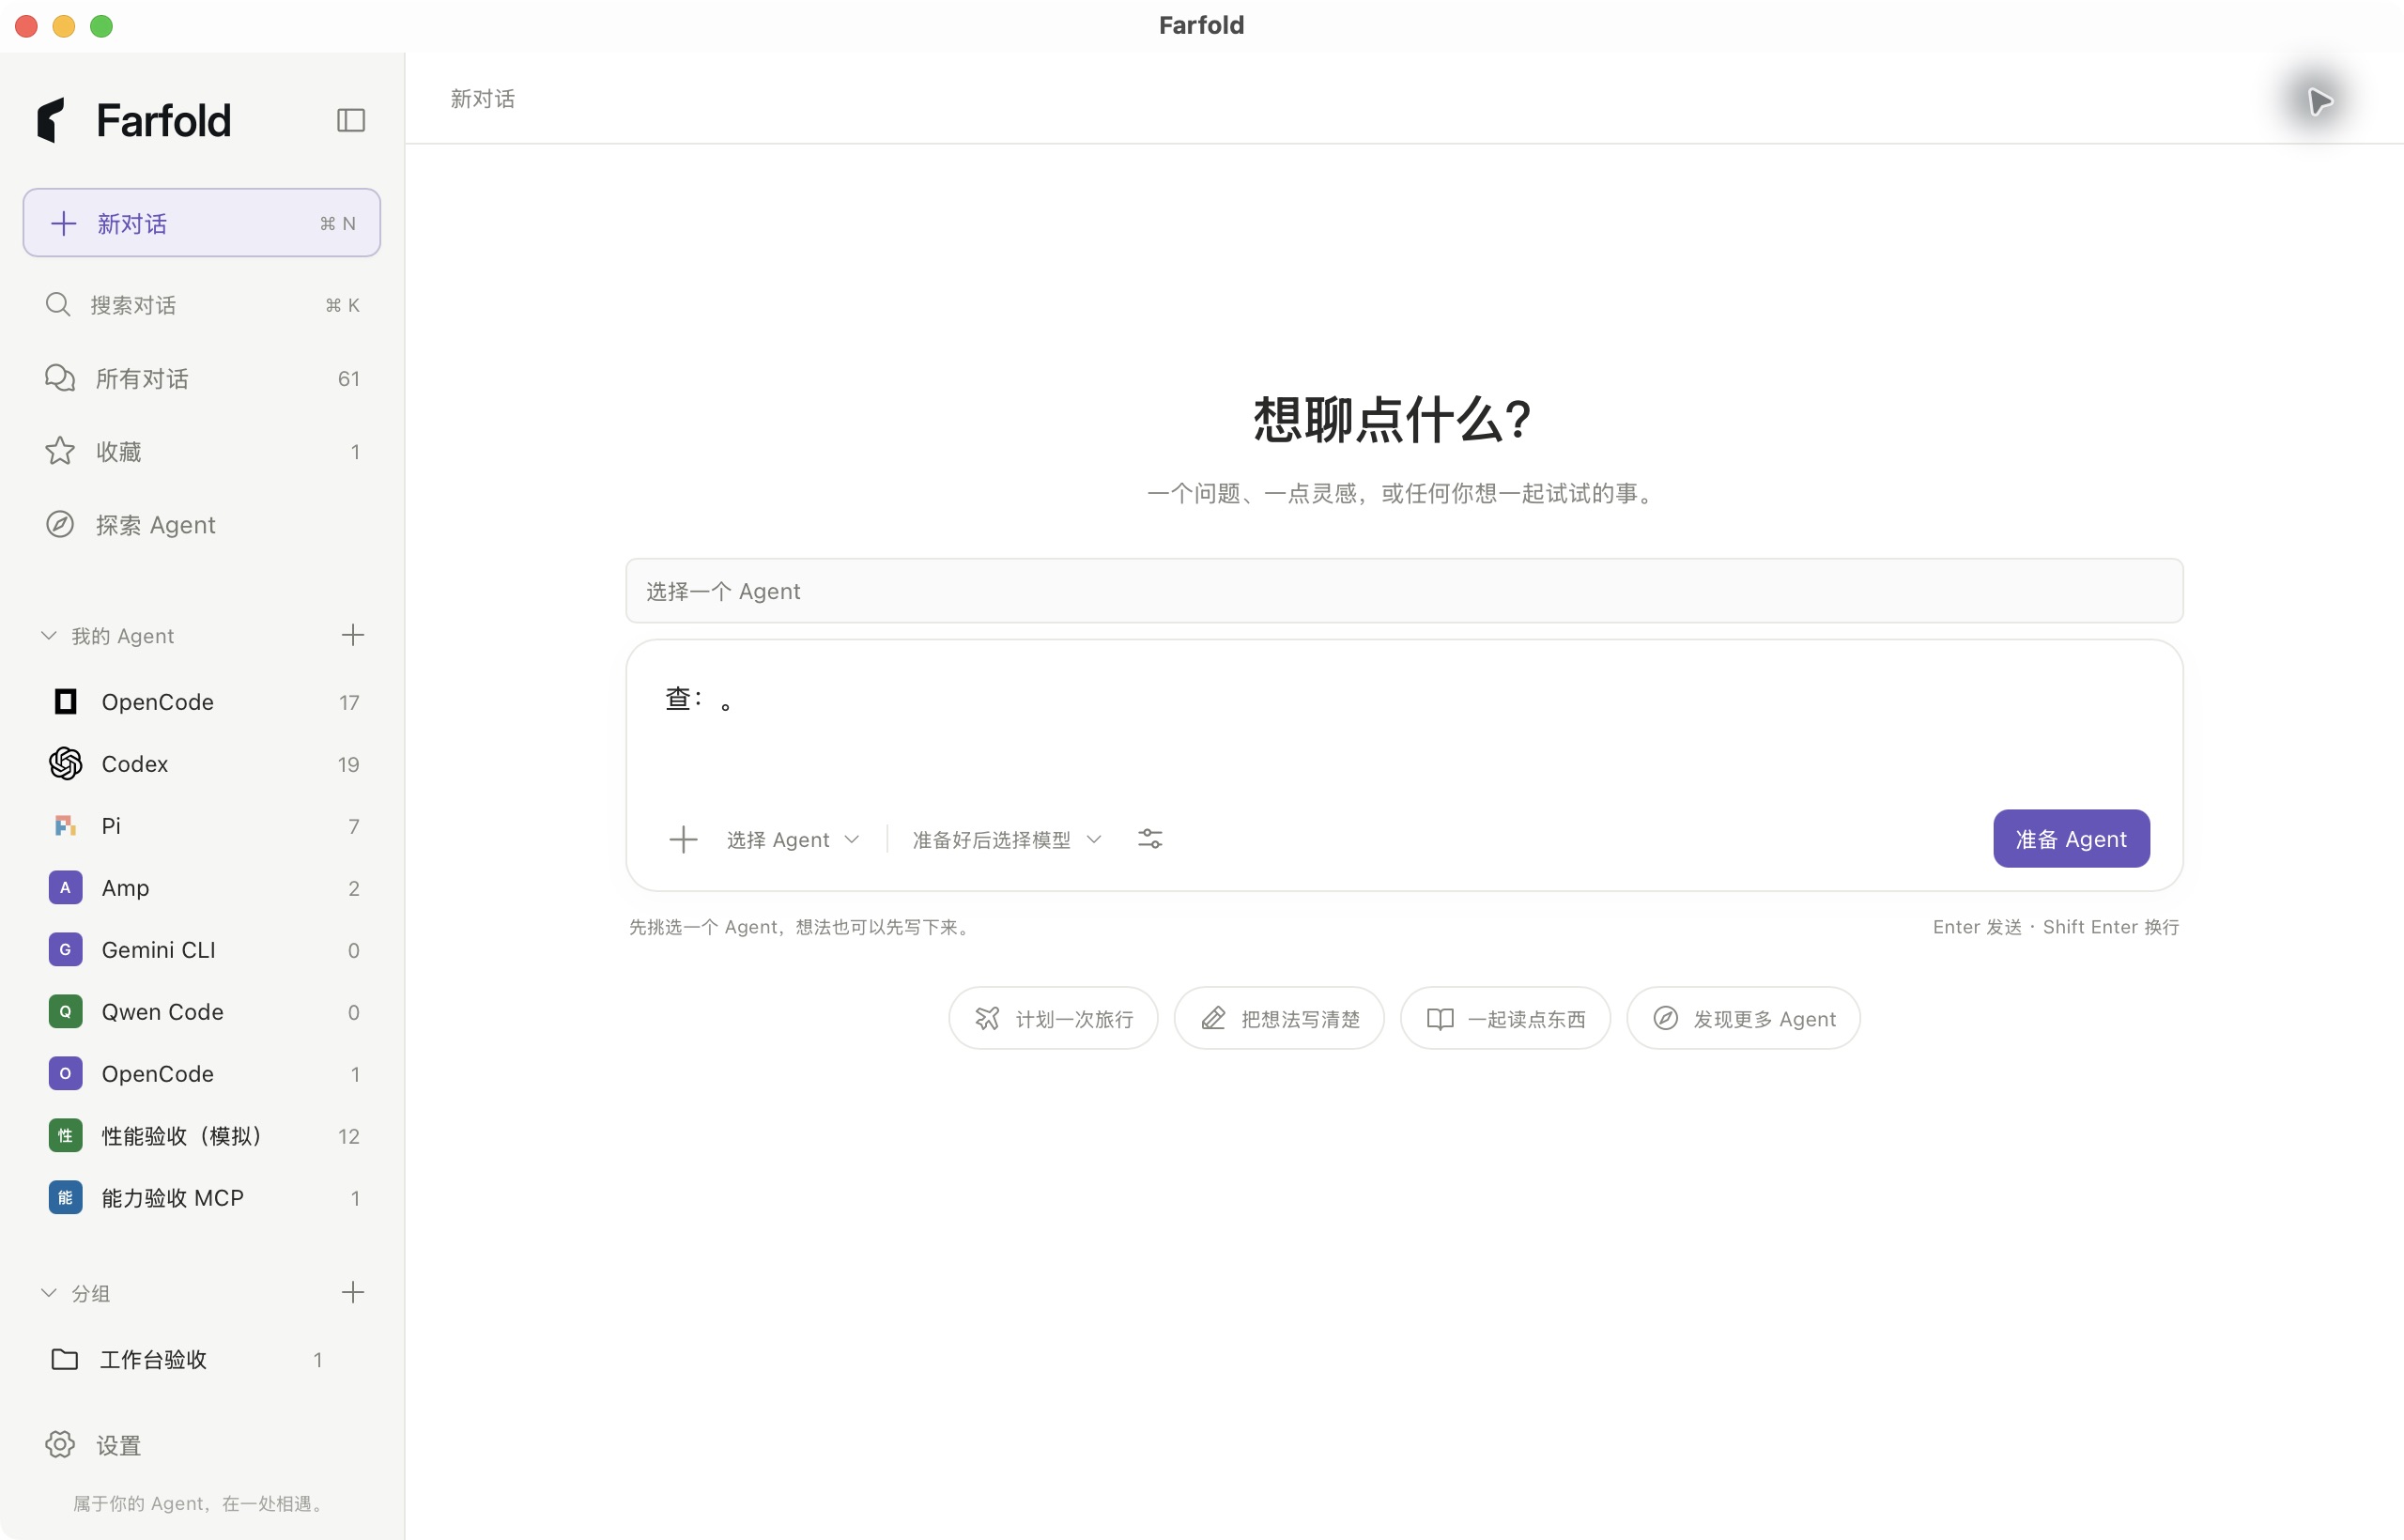 Farfold
Farfold
新对话 ⌘ N
搜索对话 ⌘ K
所有对话 61
收藏 1
探索 Agent
我的 Agent
OpenCode 17
Codex 19
Pi 7
A Amp 2
G Gemini CLI 0
Q Qwen Code 0
O OpenCode 1
性 性能验收（模拟） 12
能 能力验收 MCP 1
分组
工作台验收 1
设置
属于你的 Agent，在一处相遇。
新对话
想聊点什么？
一个问题、一点灵感，或任何你想一起试试的事。
选择一个 Agent
查：。
选择 Agent 准备好后选择模型 准备 Agent
先挑选一个 Agent，想法也可以先写下来。 Enter 发送 · Shift Enter 换行
计划一次旅行 把想法写清楚 一起读点东西 发现更多 Agent